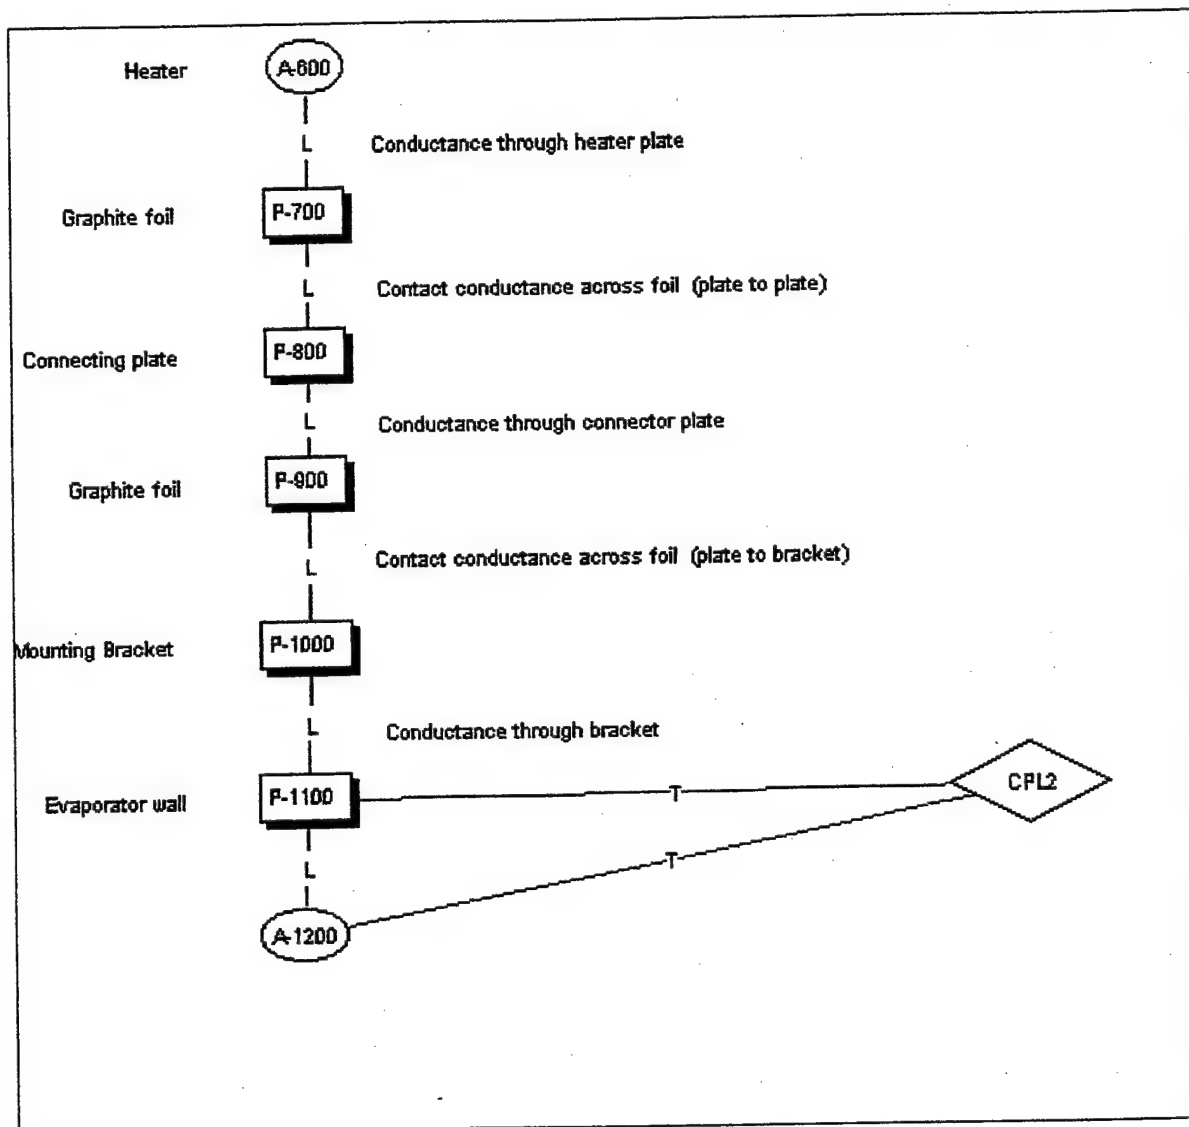 Heater A-600
L Conductance through heater plate
Graphite foil P-700
L Contact conductance across foil (plate to plate)
Connecting plate P-800
L Conductance through connector plate
Graphite foil P-900
L Contact conductance across foil (plate to bracket)
Mounting Bracket P-1000
L Conductance through bracket
Evaporator wall P-1100 T CPL2
L T
A-1200